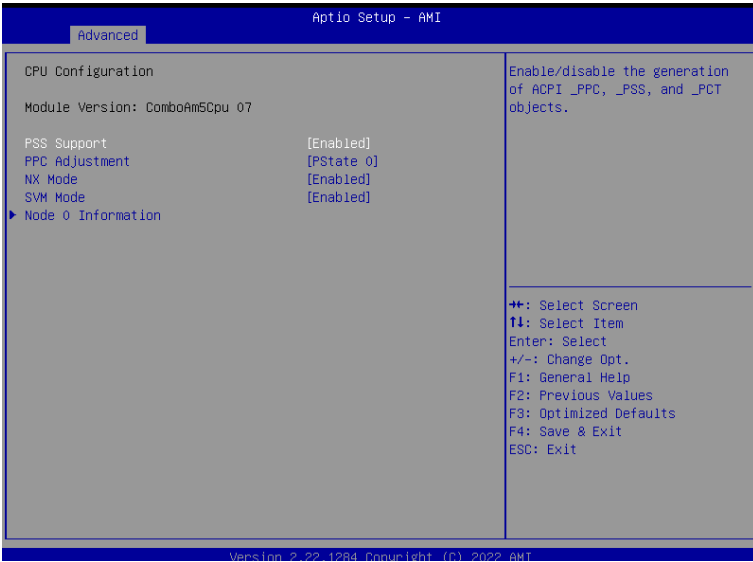 Aptio Setup – AMI
Advanced
CPU Configuration
Module Version: ComboAm5Cpu 07
PSS Support [Enabled]
PPC Adjustment [PState 0]
NX Mode [Enabled]
SVM Mode [Enabled]
Node 0 Information
Enable/disable the generation
of ACPI _PPC, _PSS, and _PCT
objects.
→←: Select Screen
↑↓: Select Item
Enter: Select
+/-: Change Opt.
F1: General Help
F2: Previous Values
F3: Optimized Defaults
F4: Save & Exit
ESC: Exit
Version 2.22.1284 Copyright (C) 2022 AMI